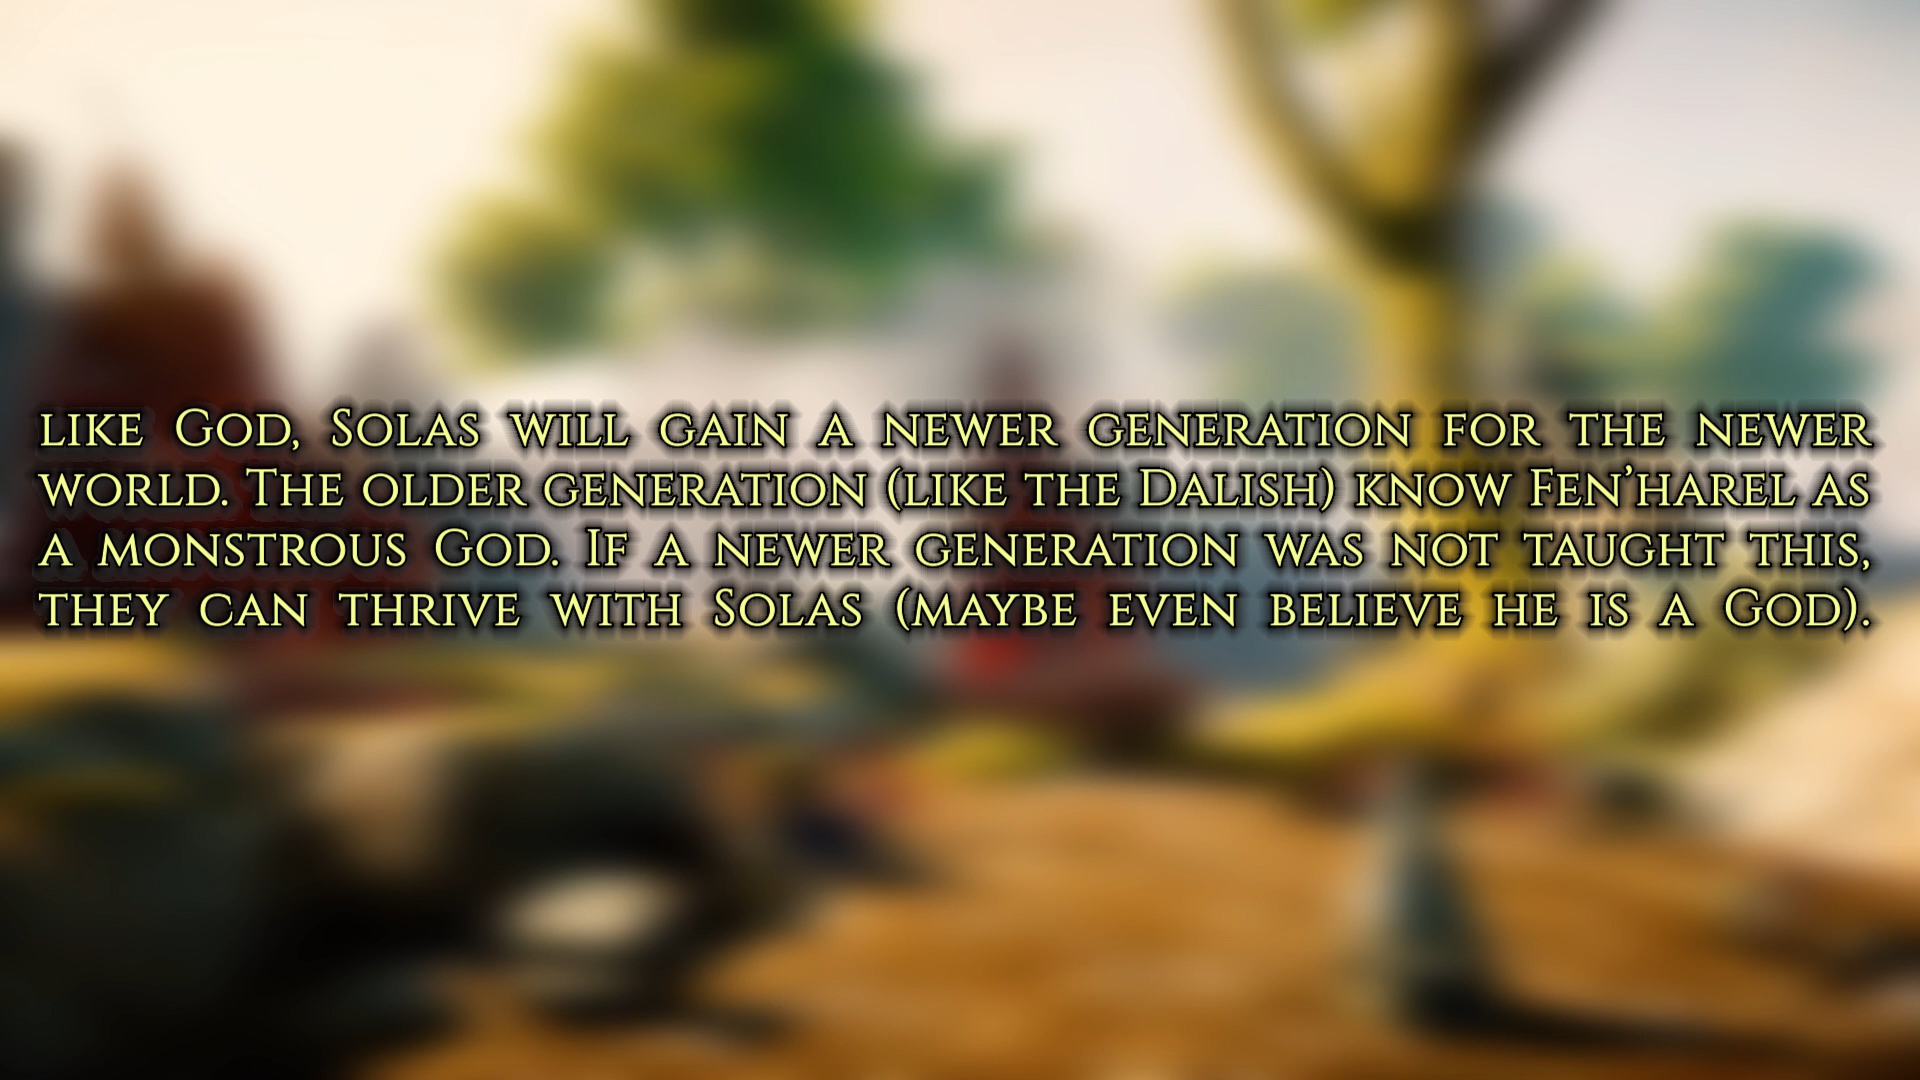 like God, Solas will gain a newer generation for the newer
world. The older generation (like the Dalish) know Fen’harel as
a monstrous God. If a newer generation was not taught this,
they can thrive with Solas (maybe even believe he is a God).